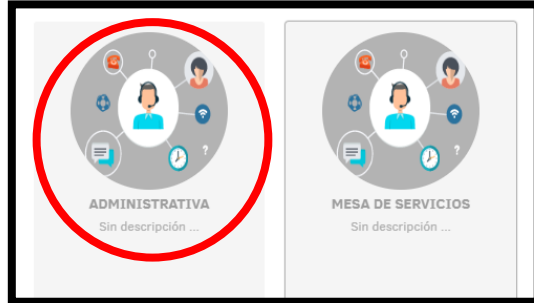 ADMINISTRATIVA
Sin descripción ...
MESA DE SERVICIOS
Sin descripción ...